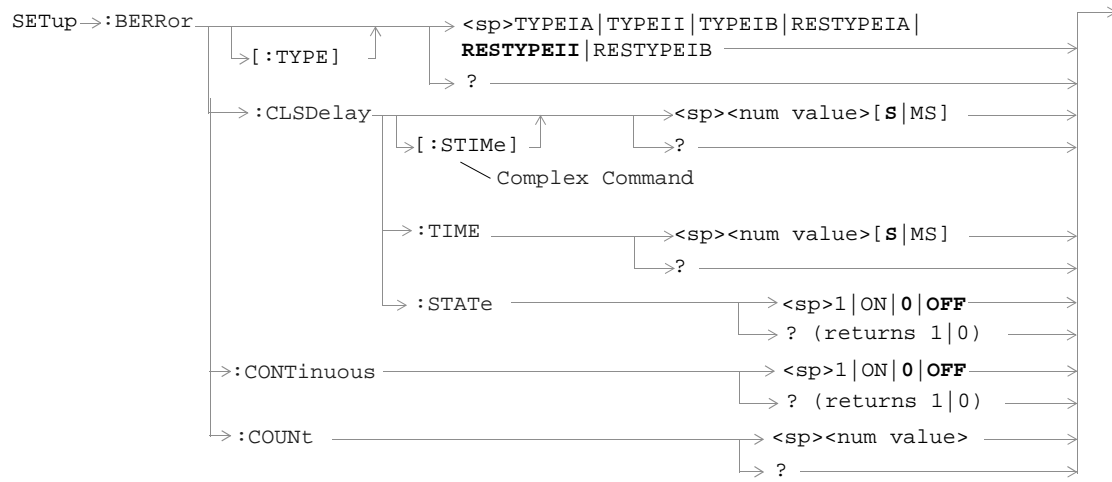 SETup :BERRor <sp>TYPEIA|TYPEII|TYPEIB|RESTYPEIA|
[:TYPE] RESTYPEII|RESTYPEIB
?
:CLSDelay <sp><num value>[S|MS]
[:STIMe] ?
Complex Command
:TIME <sp><num value>[S|MS]
?
:STATe <sp>1|ON|0|OFF
? (returns 1|0)
:CONTinuous <sp>1|ON|0|OFF
? (returns 1|0)
:COUNt <sp><num value>
?